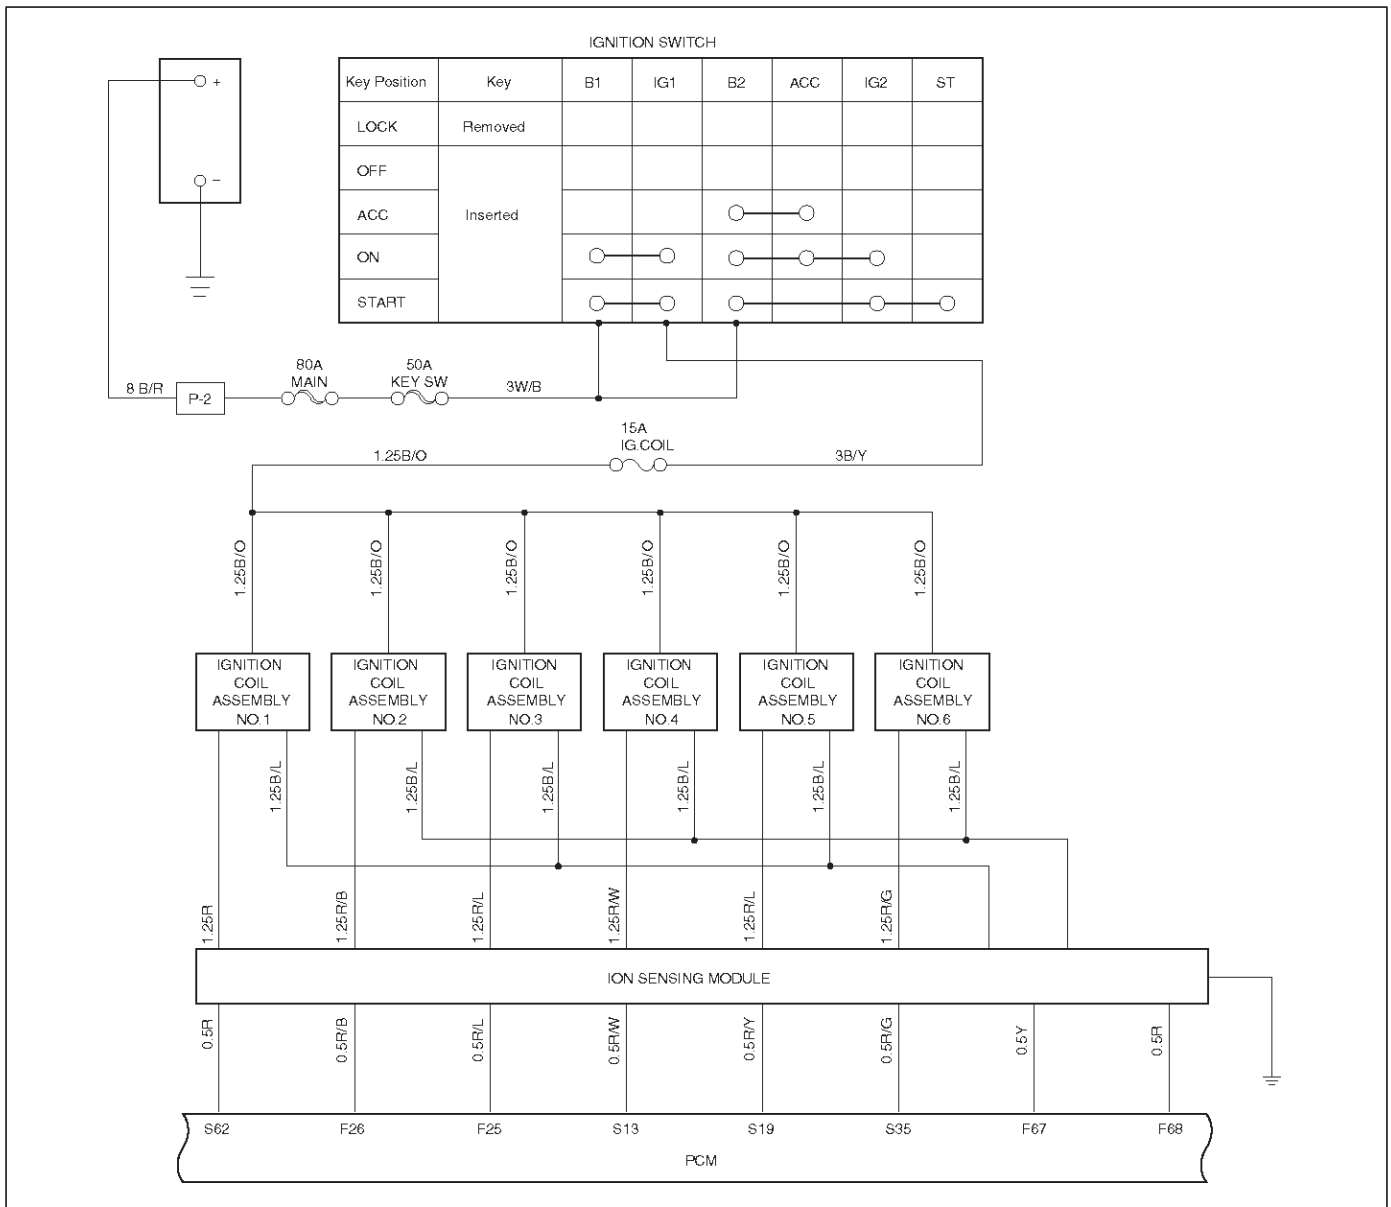 IGNITION SWITCH
+
−
Key Position Key B1 IG1 B2 ACC IG2 ST
LOCK Removed
OFF
ACC Inserted
ON
START
80A
MAIN
50A
KEY SW
8 B/R
P-2
3W/B
15A
IG.COIL
1.25B/O
3B/Y
1.25B/O 1.25B/O 1.25B/O 1.25B/O 1.25B/O 1.25B/O
IGNITION
COIL
ASSEMBLY
NO.1
IGNITION
COIL
ASSEMBLY
NO.2
IGNITION
COIL
ASSEMBLY
NO.3
IGNITION
COIL
ASSEMBLY
NO.4
IGNITION
COIL
ASSEMBLY
NO.5
IGNITION
COIL
ASSEMBLY
NO.6
1.25B/L 1.25B/L 1.25B/L 1.25B/L 1.25B/L 1.25B/L
1.25R 1.25R/B 1.25R/L 1.25R/W 1.25R/L 1.25R/G
ION SENSING MODULE
0.5R 0.5R/B 0.5R/L 0.5R/W 0.5R/Y 0.5R/G 0.5Y 0.5R
S62 F26 F25 S13 S19 S35 F67 F68
PCM